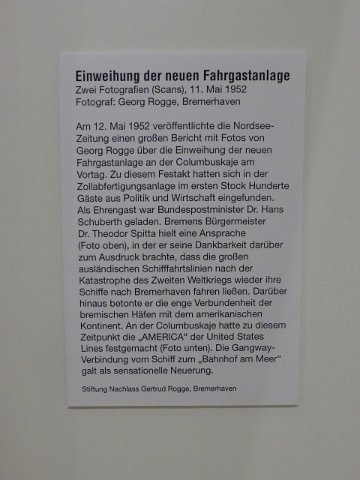 Einweihung der neuen Fahrgastanlage
Zwei Fotografien (Scans), 11. Mai 1952
Fotograf: Georg Rogge, Bremerhaven
Am 12. Mai 1952 veröffentlichte die Nordsee-
Zeitung einen großen Bericht mit Fotos von
Georg Rogge über die Einweihung der neuen
Fahrgastanlage an der Columbuskaje am
Vortag. Zu diesem Festakt hatten sich in der
Zollabfertigungsanlage im ersten Stock Hunderte
Gäste aus Politik und Wirtschaft eingefunden.
Als Ehrengast war Bundespostminister Dr. Hans
Schuberth geladen. Bremens Bürgermeister
Dr. Theodor Spitta hielt eine Ansprache
(Foto oben), in der er seine Dankbarkeit darüber
zum Ausdruck brachte, dass die großen
ausländischen Schifffahrtslinien nach der
Katastrophe des Zweiten Weltkriegs wieder ihre
Schiffe nach Bremerhaven fahren ließen. Darüber
hinaus betonte er die enge Verbundenheit der
bremischen Häfen mit dem amerikanischen
Kontinent. An der Columbuskaje hatte zu diesem
Zeitpunkt die „AMERICA“ der United States
Lines festgemacht (Foto unten). Die Gangway-
Verbindung vom Schiff zum „Bahnhof am Meer“
galt als sensationelle Neuerung.
Stiftung Nachlass Gertrud Rogge, Bremerhaven